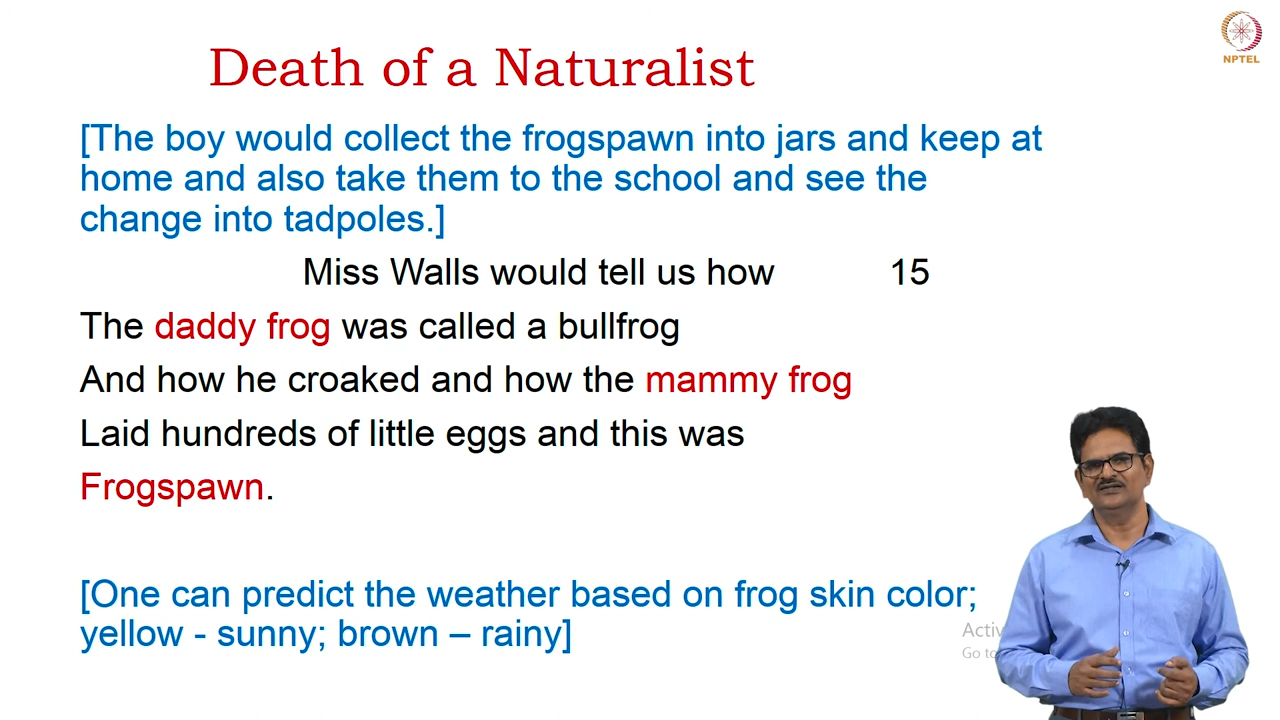 NPTEL
Death of a Naturalist
[The boy would collect the frogspawn into jars and keep at
home and also take them to the school and see the
change into tadpoles.]
Miss Walls would tell us how 15
The daddy frog was called a bullfrog
And how he croaked and how the mammy frog
Laid hundreds of little eggs and this was
Frogspawn.
[One can predict the weather based on frog skin color;
yellow - sunny; brown – rainy]
Go to